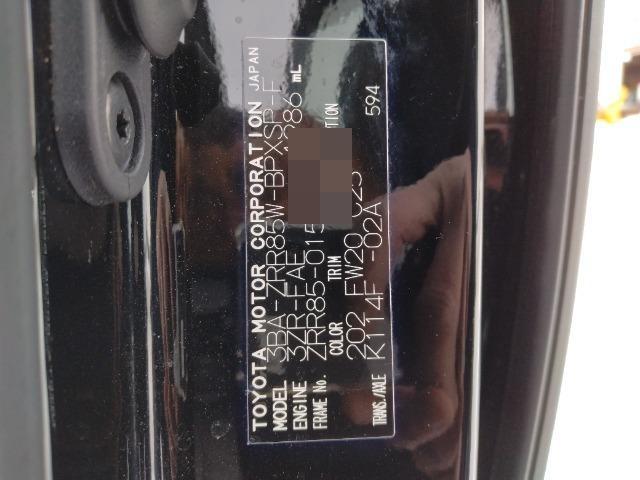 TOYOTA MOTOR CORPORATION JAPAN
MODEL 3BA-ZRR85W-BPXSP-F
ENGINE 3ZR-FAE 1986 mL
FRAME No. ZRR85-015
COLOR TRIM
202 FW20
TRANS./AXLE K114F -02A 594